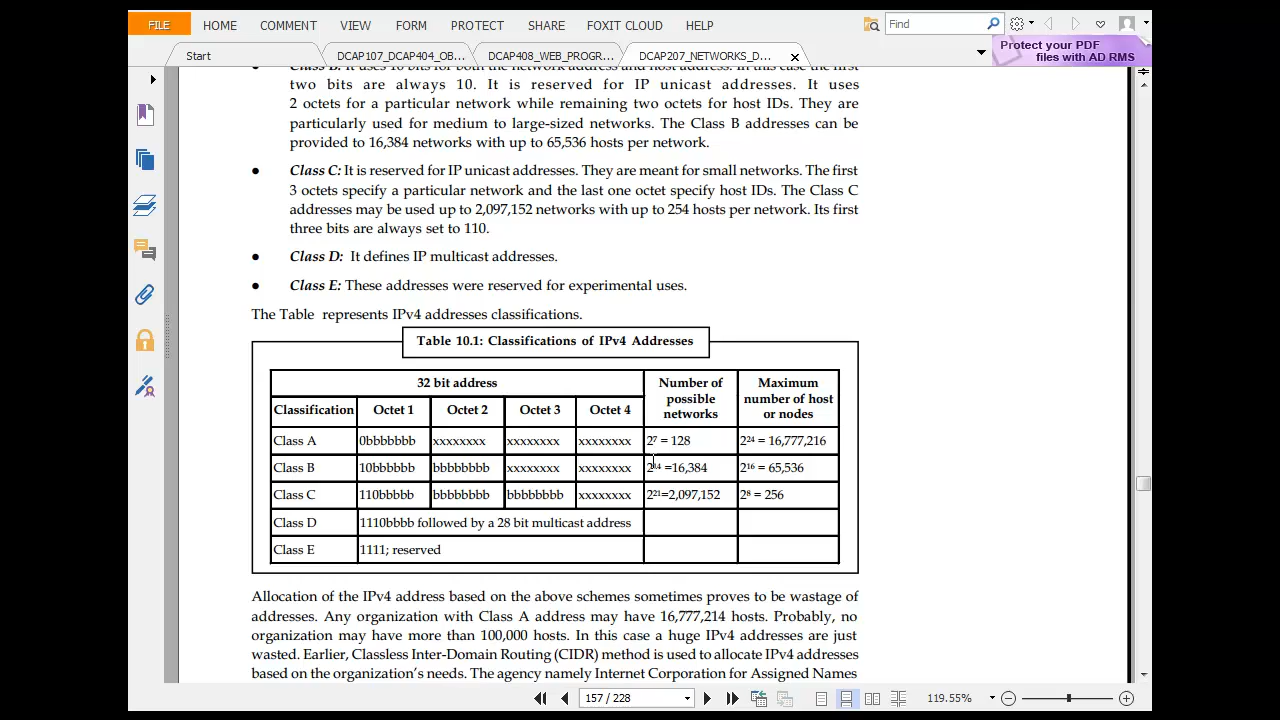 FILE HOME COMMENT VIEW FORM PROTECT SHARE FOXIT CLOUD HELP Find
Start DCAP107_DCAP404_OB... DCAP408_WEB_PROGR... DCAP207_NETWORKS_D... Protect your PDF
files with AD RMS
two bits are always 10. It is reserved for IP unicast addresses. It uses
2 octets for a particular network while remaining two octets for host IDs. They are
particularly used for medium to large-sized networks. The Class B addresses can be
provided to 16,384 networks with up to 65,536 hosts per network.
● Class C: It is reserved for IP unicast addresses. They are meant for small networks. The first
3 octets specify a particular network and the last one octet specify host IDs. The Class C
addresses may be used up to 2,097,152 networks with up to 254 hosts per network. Its first
three bits are always set to 110.
● Class D: It defines IP multicast addresses.
● Class E: These addresses were reserved for experimental uses.
The Table represents IPv4 addresses classifications.
Table 10.1: Classifications of IPv4 Addresses
32 bit address Number of possible networks Maximum number of host or nodes
Classification Octet 1 Octet 2 Octet 3 Octet 4
Class A 0bbbbbbb xxxxxxxx xxxxxxxx xxxxxxxx 2⁷ = 128 2²⁴ = 16,777,216
Class B 10bbbbbb bbbbbbbb xxxxxxxx xxxxxxxx 2¹⁴ =16,384 2¹⁶ = 65,536
Class C 110bbbbb bbbbbbbb bbbbbbbb xxxxxxxx 2²¹=2,097,152 2⁸ = 256
Class D 1110bbbb followed by a 28 bit multicast address
Class E 1111; reserved
Allocation of the IPv4 address based on the above schemes sometimes proves to be wastage of
addresses. Any organization with Class A address may have 16,777,214 hosts. Probably, no
organization may have more than 100,000 hosts. In this case a huge IPv4 addresses are just
wasted. Earlier, Classless Inter-Domain Routing (CIDR) method is used to allocate IPv4 addresses
based on the organization's needs. The agency namely Internet Corporation for Assigned Names
157 / 228 119.55%